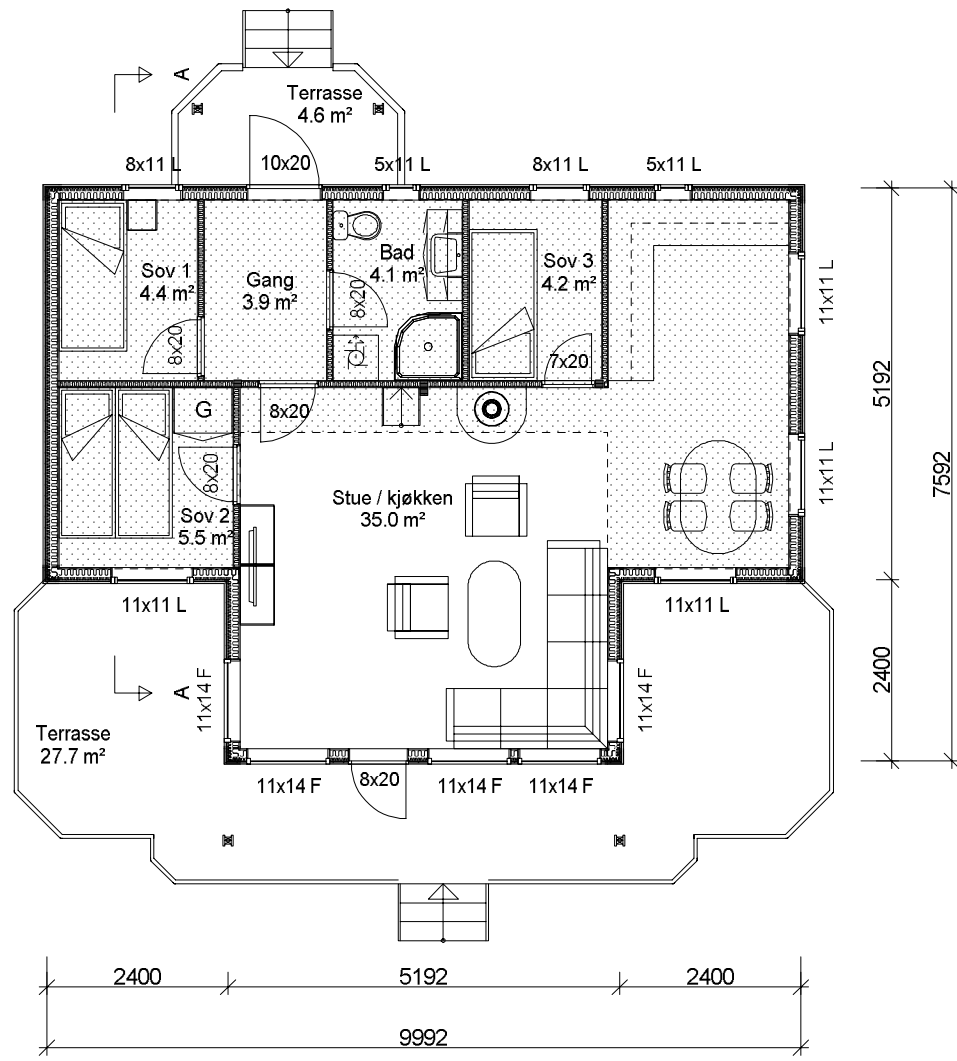 A
Terrasse
4.6 m²
8x11 L
10x20
5x11 L
8x11 L
5x11 L
Sov 1
4.4 m²
Gang
3.9 m²
Bad
4.1 m²
Sov 3
4.2 m²
8x20
8x20
7x20
11x11 L
5192
7592
G
8x20
8x20
Stue / kjøkken
35.0 m²
11x11 L
Sov 2
5.5 m²
11x11 L
11x11 L
A
11x14 F
11x14 F
2400
Terrasse
27.7 m²
11x14 F
8x20
11x14 F
11x14 F
2400
5192
2400
9992